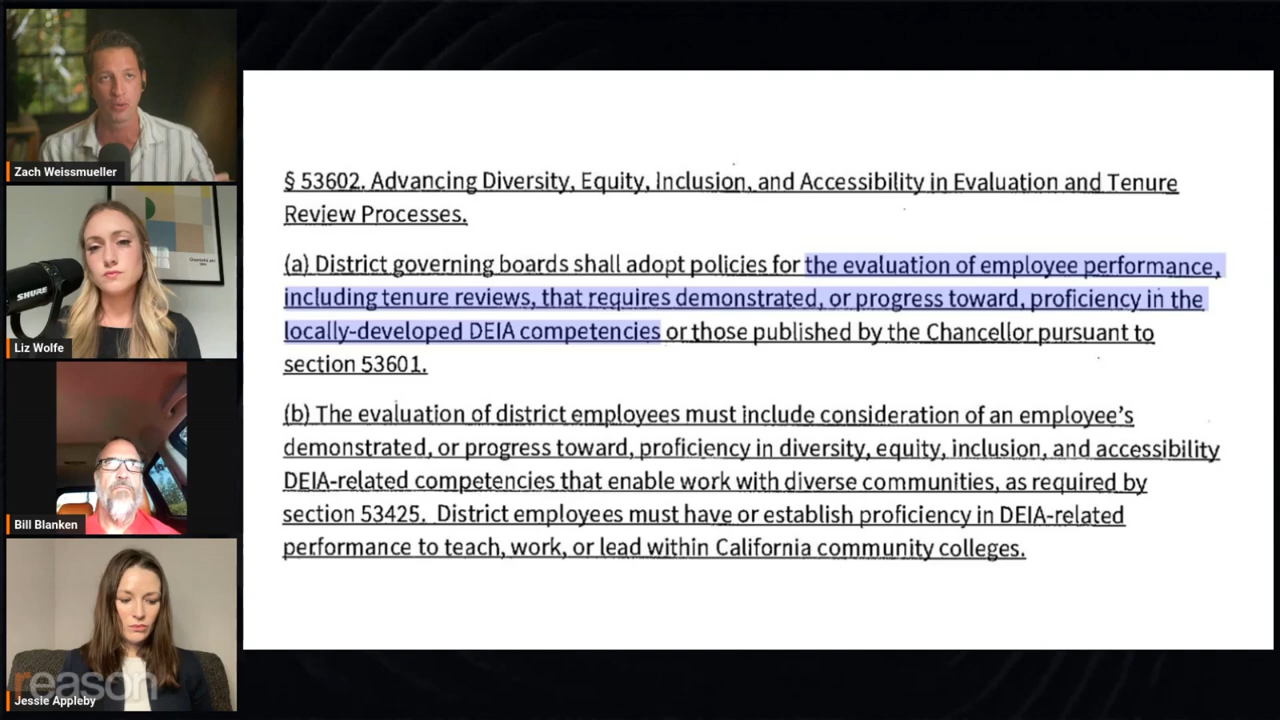 Zach Weissmueller
SHURE
Liz Wolfe
Bill Blanken
reason
Jessie Appleby
§ 53602. Advancing Diversity, Equity, Inclusion, and Accessibility in Evaluation and Tenure
Review Processes.
(a) District governing boards shall adopt policies for the evaluation of employee performance,
including tenure reviews, that requires demonstrated, or progress toward, proficiency in the
locally-developed DEIA competencies or those published by the Chancellor pursuant to
section 53601.
(b) The evaluation of district employees must include consideration of an employee's
demonstrated, or progress toward, proficiency in diversity, equity, inclusion, and accessibility
DEIA-related competencies that enable work with diverse communities, as required by
section 53425. District employees must have or establish proficiency in DEIA-related
performance to teach, work, or lead within California community colleges.